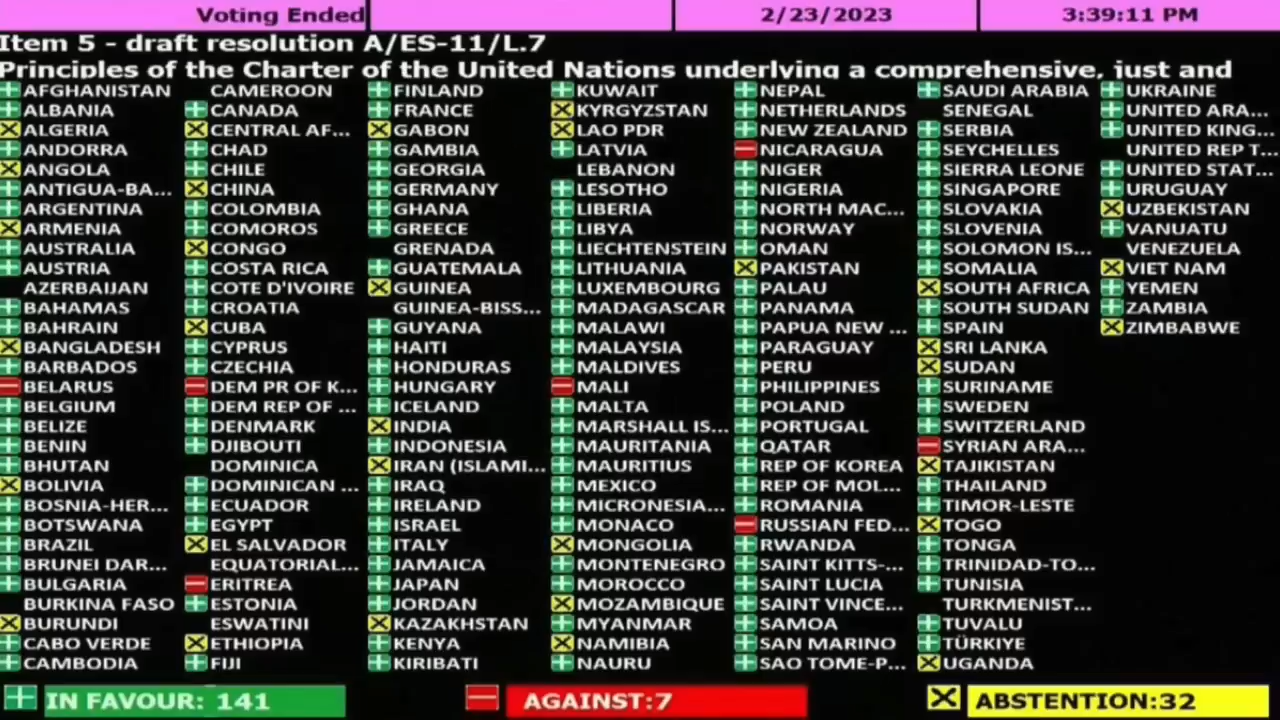 Voting Ended 2/23/2023 3:39:11 PM
Item 5 - draft resolution A/ES-11/L.7
Principles of the Charter of the United Nations underlying a comprehensive, just and
AFGHANISTAN
ALBANIA
ALGERIA
ANDORRA
ANGOLA
ANTIGUA-BA...
ARGENTINA
ARMENIA
AUSTRALIA
AUSTRIA
AZERBAIJAN
BAHAMAS
BAHRAIN
BANGLADESH
BARBADOS
BELARUS
BELGIUM
BELIZE
BENIN
BHUTAN
BOLIVIA
BOSNIA-HER...
BOTSWANA
BRAZIL
BRUNEI DAR...
BULGARIA
BURKINA FASO
BURUNDI
CABO VERDE
CAMBODIA
CAMEROON
CANADA
CENTRAL AF...
CHAD
CHILE
CHINA
COLOMBIA
COMOROS
CONGO
COSTA RICA
COTE D'IVOIRE
CROATIA
CUBA
CYPRUS
CZECHIA
DEM PR OF K...
DEM REP OF ...
DENMARK
DJIBOUTI
DOMINICA
DOMINICAN ...
ECUADOR
EGYPT
EL SALVADOR
EQUATORIAL...
ERITREA
ESTONIA
ESWATINI
ETHIOPIA
FIJI
FINLAND
FRANCE
GABON
GAMBIA
GEORGIA
GERMANY
GHANA
GREECE
GRENADA
GUATEMALA
GUINEA
GUINEA-BISS...
GUYANA
HAITI
HONDURAS
HUNGARY
ICELAND
INDIA
INDONESIA
IRAN (ISLAMI...
IRAQ
IRELAND
ISRAEL
ITALY
JAMAICA
JAPAN
JORDAN
KAZAKHSTAN
KENYA
KIRIBATI
KUWAIT
KYRGYZSTAN
LAO PDR
LATVIA
LEBANON
LESOTHO
LIBERIA
LIBYA
LIECHTENSTEIN
LITHUANIA
LUXEMBOURG
MADAGASCAR
MALAWI
MALAYSIA
MALDIVES
MALI
MALTA
MARSHALL IS...
MAURITANIA
MAURITIUS
MEXICO
MICRONESIA...
MONACO
MONGOLIA
MONTENEGRO
MOROCCO
MOZAMBIQUE
MYANMAR
NAMIBIA
NAURU
NEPAL
NETHERLANDS
NEW ZEALAND
NICARAGUA
NIGER
NIGERIA
NORTH MAC...
NORWAY
OMAN
PAKISTAN
PALAU
PANAMA
PAPUA NEW ...
PARAGUAY
PERU
PHILIPPINES
POLAND
PORTUGAL
QATAR
REP OF KOREA
REP OF MOL...
ROMANIA
RUSSIAN FED...
RWANDA
SAINT KITTS-...
SAINT LUCIA
SAINT VINCE...
SAMOA
SAN MARINO
SAO TOME-P...
SAUDI ARABIA
SENEGAL
SERBIA
SEYCHELLES
SIERRA LEONE
SINGAPORE
SLOVAKIA
SLOVENIA
SOLOMON IS...
SOMALIA
SOUTH AFRICA
SOUTH SUDAN
SPAIN
SRI LANKA
SUDAN
SURINAME
SWEDEN
SWITZERLAND
SYRIAN ARA...
TAJIKISTAN
THAILAND
TIMOR-LESTE
TOGO
TONGA
TRINIDAD-TO...
TUNISIA
TURKMENIST...
TUVALU
TÜRKIYE
UGANDA
UKRAINE
UNITED ARA...
UNITED KING...
UNITED REP T...
UNITED STAT...
URUGUAY
UZBEKISTAN
VANUATU
VENEZUELA
VIET NAM
YEMEN
ZAMBIA
ZIMBABWE
IN FAVOUR: 141 AGAINST:7 ABSTENTION:32